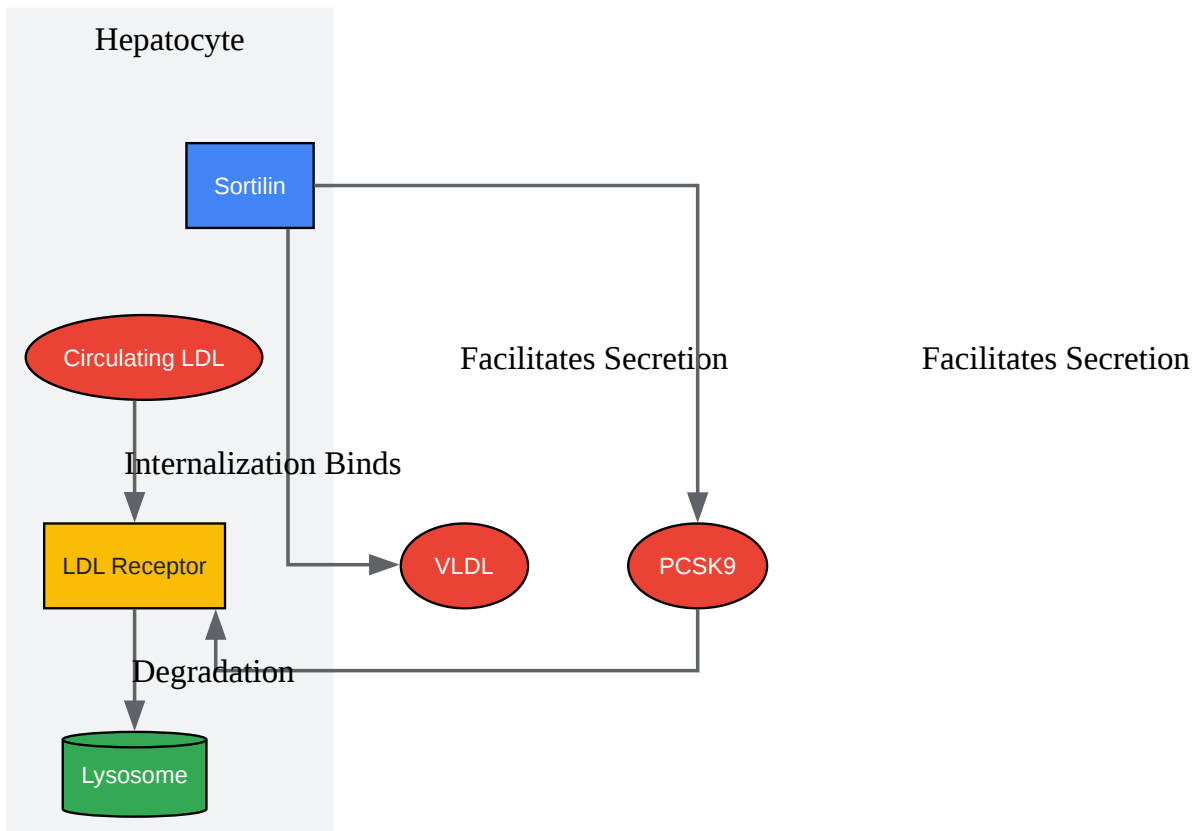 Hepatocyte
Sortilin
Circulating LDL
Facilitates Secretion
Facilitates Secretion
Internalization Binds
LDL Receptor
VLDL
PCSK9
Degradation
Lysosome